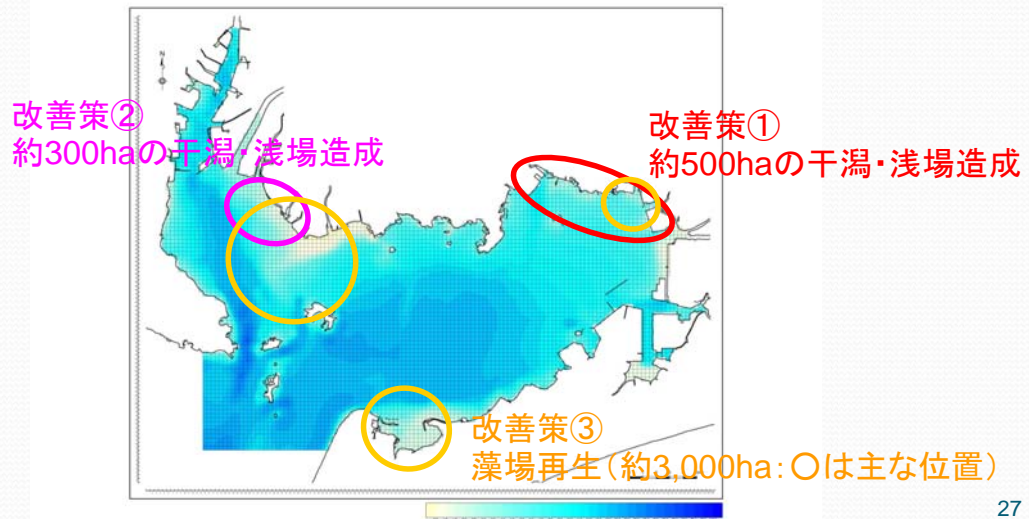 N
改善策②
約300haの干潟・浅場造成
改善策①
約500haの干潟・浅場造成
改善策③
藻場再生(約3,000ha:○は主な位置)
27